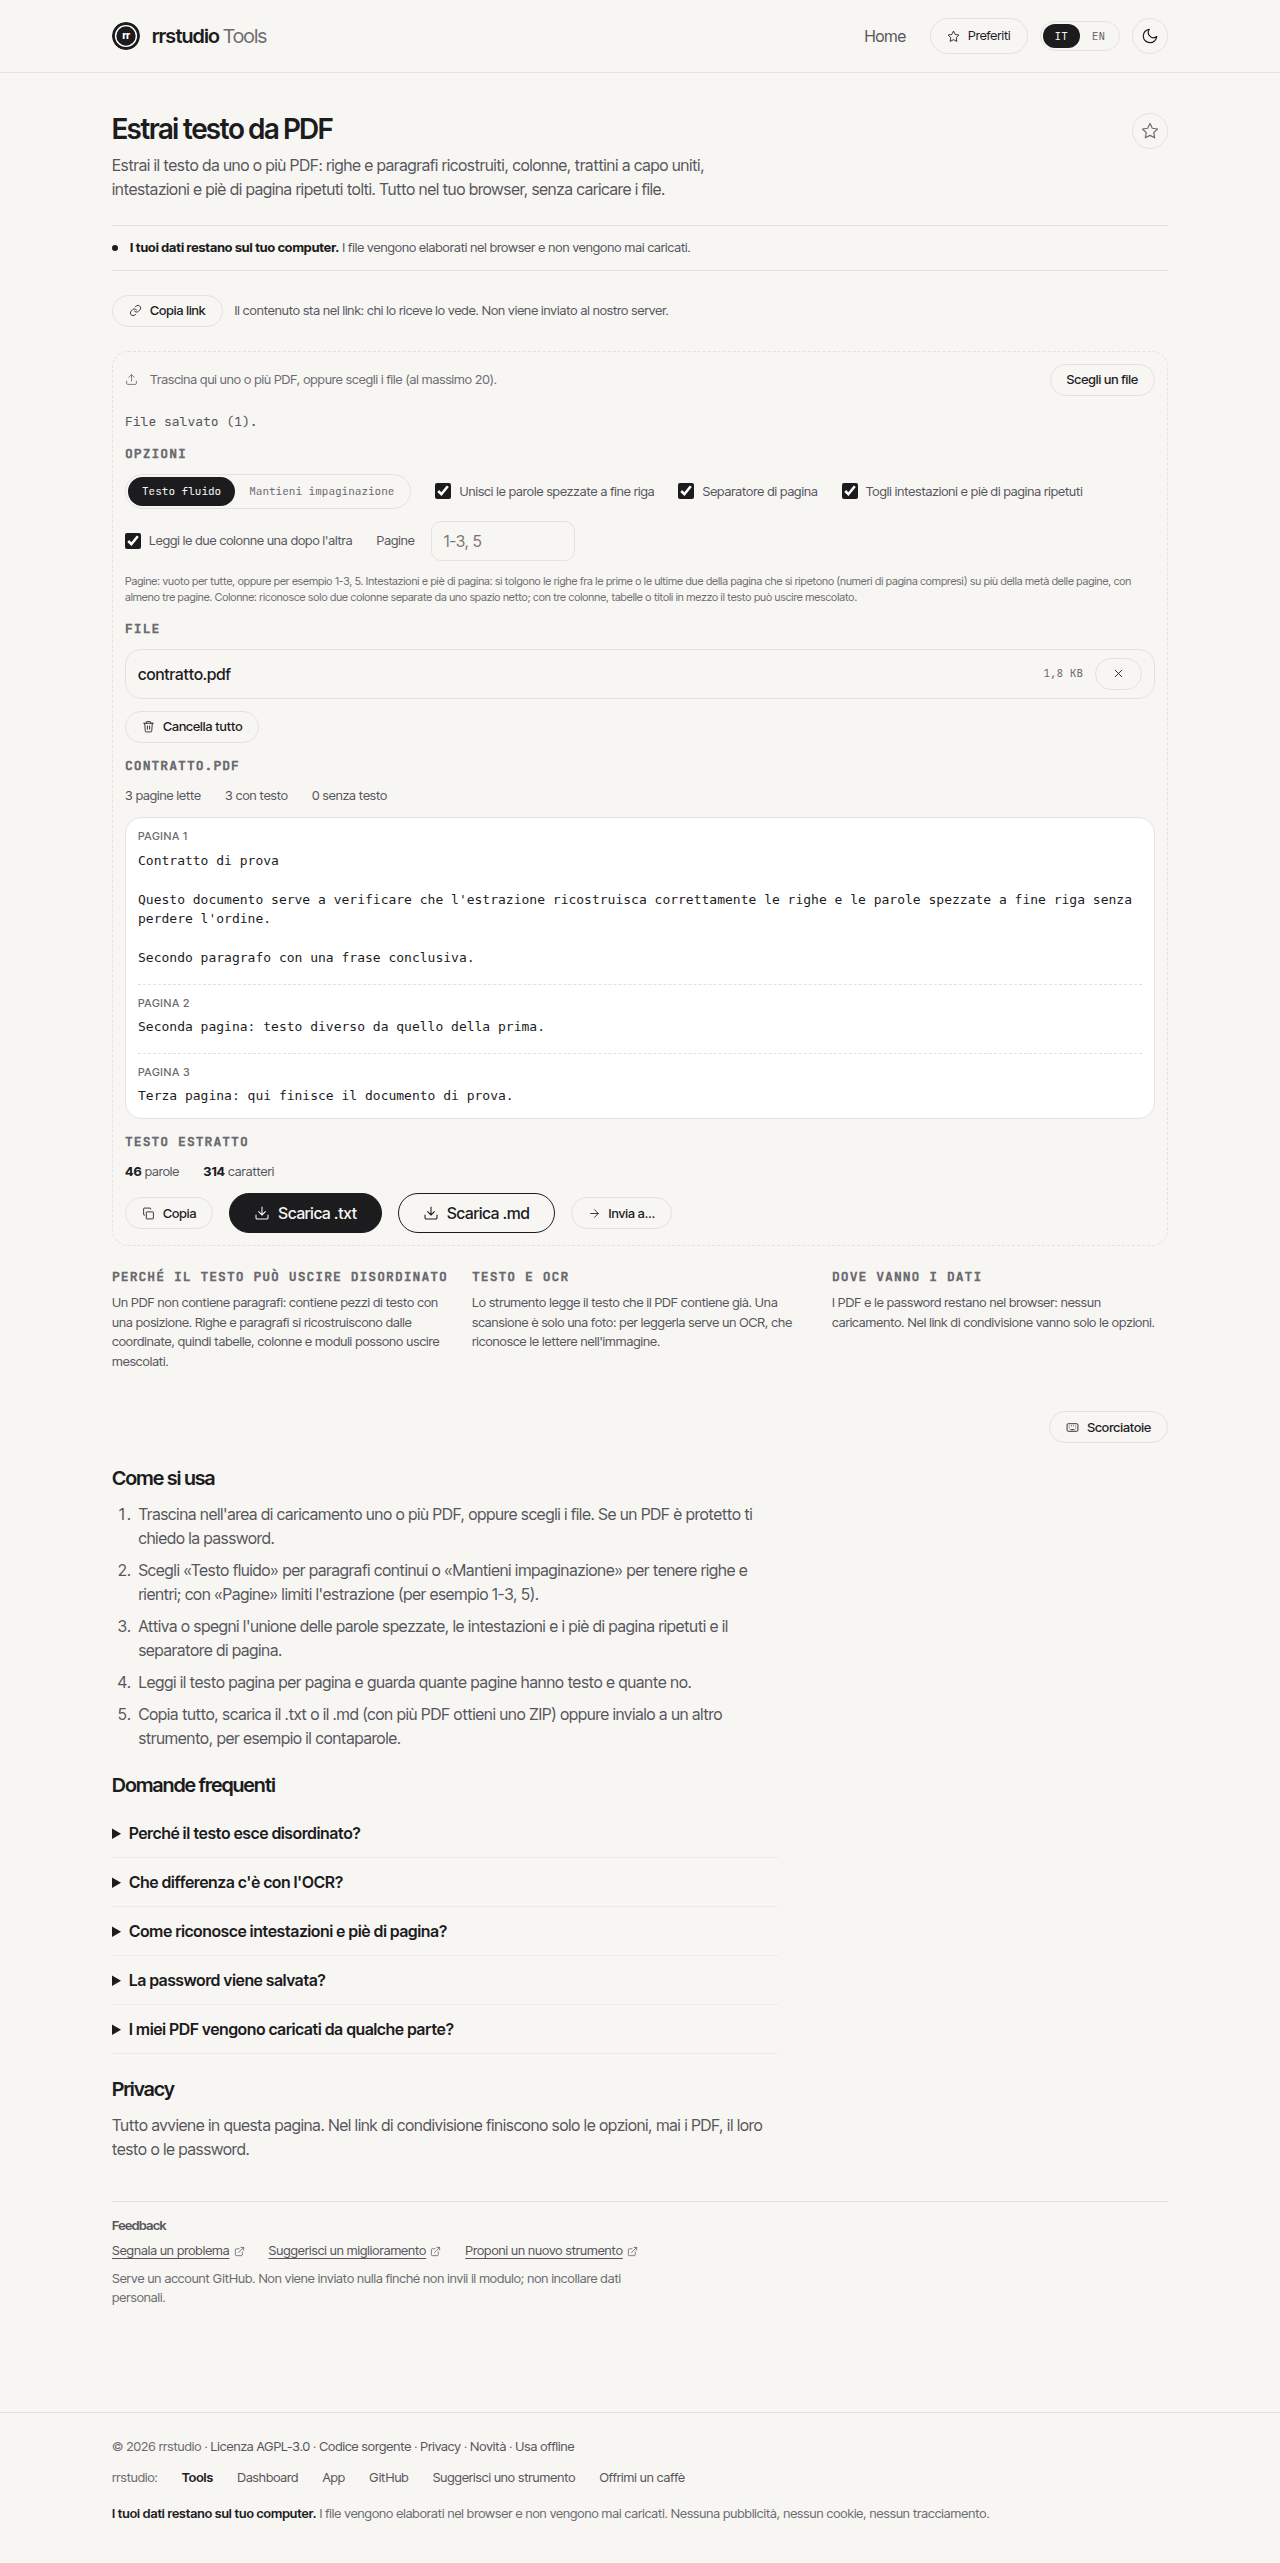 rr rrstudio Tools
Home
Preferiti
IT EN
Estrai testo da PDF
Estrai il testo da uno o più PDF: righe e paragrafi ricostruiti, colonne, trattini a capo uniti,
intestazioni e piè di pagina ripetuti tolti. Tutto nel tuo browser, senza caricare i file.
I tuoi dati restano sul tuo computer. I file vengono elaborati nel browser e non vengono mai caricati.
Copia link Il contenuto sta nel link: chi lo riceve lo vede. Non viene inviato al nostro server.
Trascina qui uno o più PDF, oppure scegli i file (al massimo 20). Scegli un file
File salvato (1).
OPZIONI
Testo fluido Mantieni impaginazione Unisci le parole spezzate a fine riga Separatore di pagina Togli intestazioni e piè di pagina ripetuti
Leggi le due colonne una dopo l'altra Pagine 1-3, 5
Pagine: vuoto per tutte, oppure per esempio 1-3, 5. Intestazioni e piè di pagina: si tolgono le righe fra le prime o le ultime due della pagina che si ripetono (numeri di pagina compresi) su più della metà delle pagine, con
almeno tre pagine. Colonne: riconosce solo due colonne separate da uno spazio netto; con tre colonne, tabelle o titoli in mezzo il testo può uscire mescolato.
FILE
contratto.pdf 1,8 KB
Cancella tutto
CONTRATTO.PDF
3 pagine lette 3 con testo 0 senza testo
PAGINA 1
Contratto di prova
Questo documento serve a verificare che l'estrazione ricostruisca correttamente le righe e le parole spezzate a fine riga senza
perdere l'ordine.
Secondo paragrafo con una frase conclusiva.
PAGINA 2
Seconda pagina: testo diverso da quello della prima.
PAGINA 3
Terza pagina: qui finisce il documento di prova.
TESTO ESTRATTO
46 parole 314 caratteri
Copia Scarica .txt Scarica .md Invia a...
PERCHÉ IL TESTO PUÒ USCIRE DISORDINATO
Un PDF non contiene paragrafi: contiene pezzi di testo con
una posizione. Righe e paragrafi si ricostruiscono dalle
coordinate, quindi tabelle, colonne e moduli possono uscire
mescolati.
TESTO E OCR
Lo strumento legge il testo che il PDF contiene già. Una
scansione è solo una foto: per leggerla serve un OCR, che
riconosce le lettere nell'immagine.
DOVE VANNO I DATI
I PDF e le password restano nel browser: nessun
caricamento. Nel link di condivisione vanno solo le opzioni.
Scorciatoie
Come si usa
1. Trascina nell'area di caricamento uno o più PDF, oppure scegli i file. Se un PDF è protetto ti
chiedo la password.
2. Scegli «Testo fluido» per paragrafi continui o «Mantieni impaginazione» per tenere righe e
rientri; con «Pagine» limiti l'estrazione (per esempio 1-3, 5).
3. Attiva o spegni l'unione delle parole spezzate, le intestazioni e i piè di pagina ripetuti e il
separatore di pagina.
4. Leggi il testo pagina per pagina e guarda quante pagine hanno testo e quante no.
5. Copia tutto, scarica il .txt o il .md (con più PDF ottieni uno ZIP) oppure invialo a un altro
strumento, per esempio il contaparole.
Domande frequenti
Perché il testo esce disordinato?
Che differenza c'è con l'OCR?
Come riconosce intestazioni e piè di pagina?
La password viene salvata?
I miei PDF vengono caricati da qualche parte?
Privacy
Tutto avviene in questa pagina. Nel link di condivisione finiscono solo le opzioni, mai i PDF, il loro
testo o le password.
Feedback
Segnala un problema Suggerisci un miglioramento Proponi un nuovo strumento
Serve un account GitHub. Non viene inviato nulla finché non invii il modulo; non incollare dati
personali.
© 2026 rrstudio · Licenza AGPL-3.0 · Codice sorgente · Privacy · Novità · Usa offline
rrstudio: Tools Dashboard App GitHub Suggerisci uno strumento Offrimi un caffè
I tuoi dati restano sul tuo computer. I file vengono elaborati nel browser e non vengono mai caricati. Nessuna pubblicità, nessun cookie, nessun tracciamento.